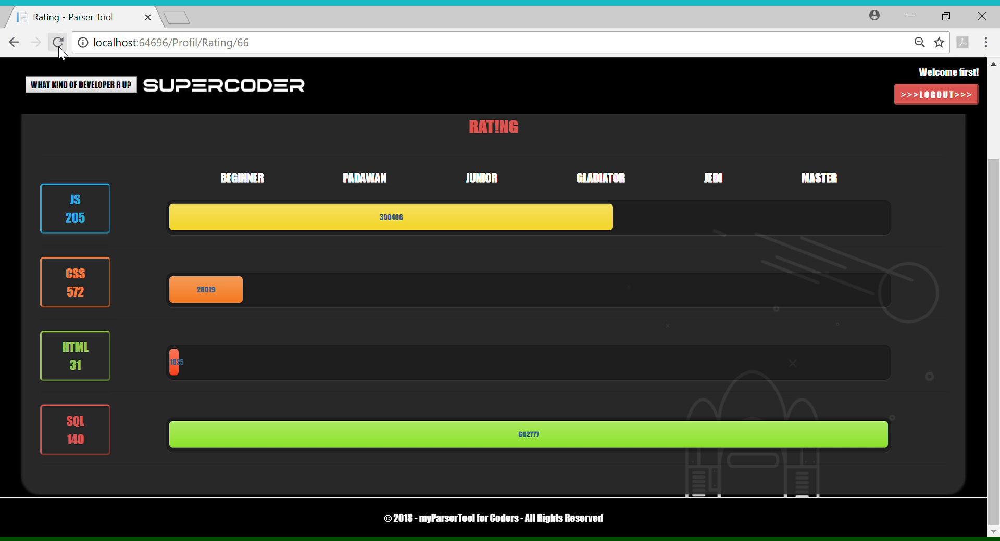 Rating - Parser Tool
localhost:64696/Profil/Rating/66
WHAT K!ND OF DEVELOPER R U?
SUPERCODER
Welcome first!
>>>LOGOUT>>>
RAT!NG
BEGINNER PADAWAN JUNIOR GLADIATOR JEDI MASTER
JS
205
300406
CSS
572
28019
HTML
31
1825
SQL
140
602777
© 2018 - myParserTool for Coders - All Rights Reserved